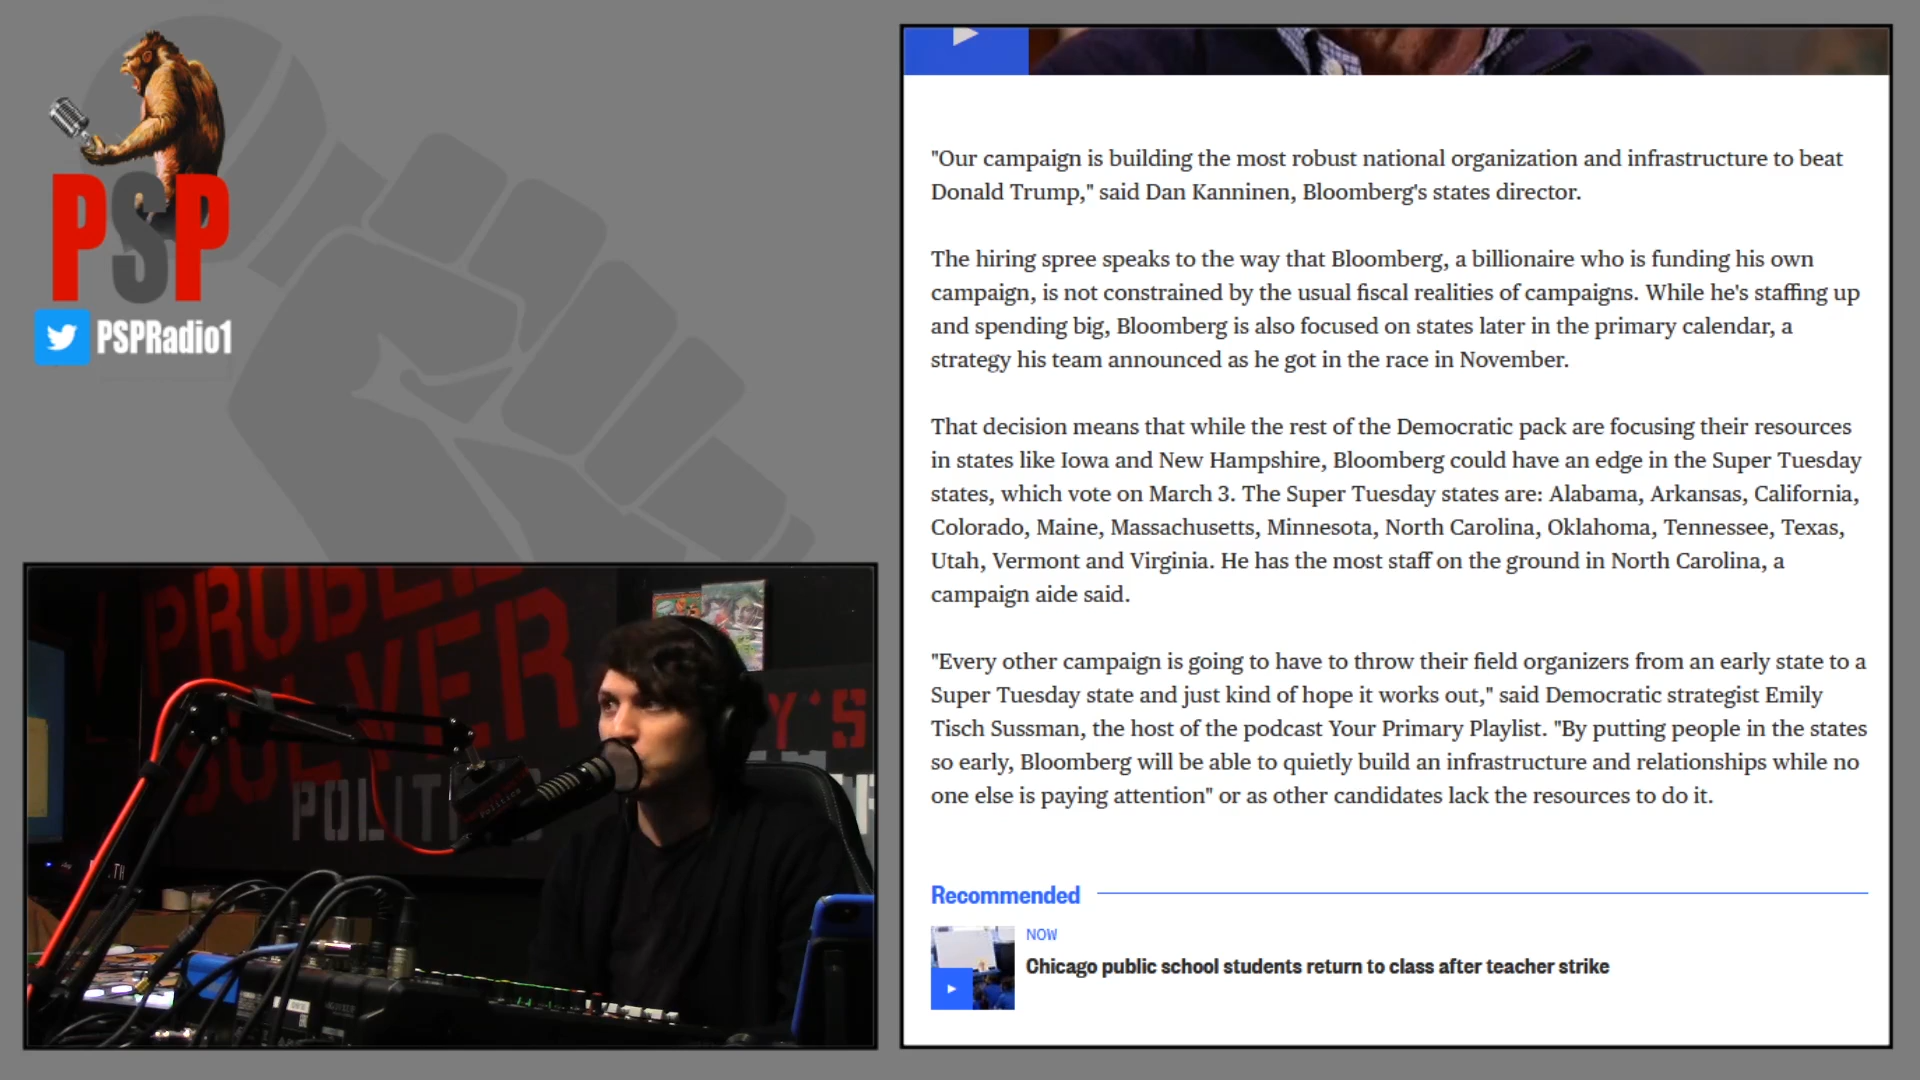 PSP
PSPRadio1
PROBLEM
SOLVER
POLITICS
Y'S
Politics
"Our campaign is building the most robust national organization and infrastructure to beat
Donald Trump," said Dan Kanninen, Bloomberg's states director.
The hiring spree speaks to the way that Bloomberg, a billionaire who is funding his own
campaign, is not constrained by the usual fiscal realities of campaigns. While he's staffing up
and spending big, Bloomberg is also focused on states later in the primary calendar, a
strategy his team announced as he got in the race in November.
That decision means that while the rest of the Democratic pack are focusing their resources
in states like Iowa and New Hampshire, Bloomberg could have an edge in the Super Tuesday
states, which vote on March 3. The Super Tuesday states are: Alabama, Arkansas, California,
Colorado, Maine, Massachusetts, Minnesota, North Carolina, Oklahoma, Tennessee, Texas,
Utah, Vermont and Virginia. He has the most staff on the ground in North Carolina, a
campaign aide said.
"Every other campaign is going to have to throw their field organizers from an early state to a
Super Tuesday state and just kind of hope it works out," said Democratic strategist Emily
Tisch Sussman, the host of the podcast Your Primary Playlist. "By putting people in the states
so early, Bloomberg will be able to quietly build an infrastructure and relationships while no
one else is paying attention" or as other candidates lack the resources to do it.
Recommended
NOW
Chicago public school students return to class after teacher strike